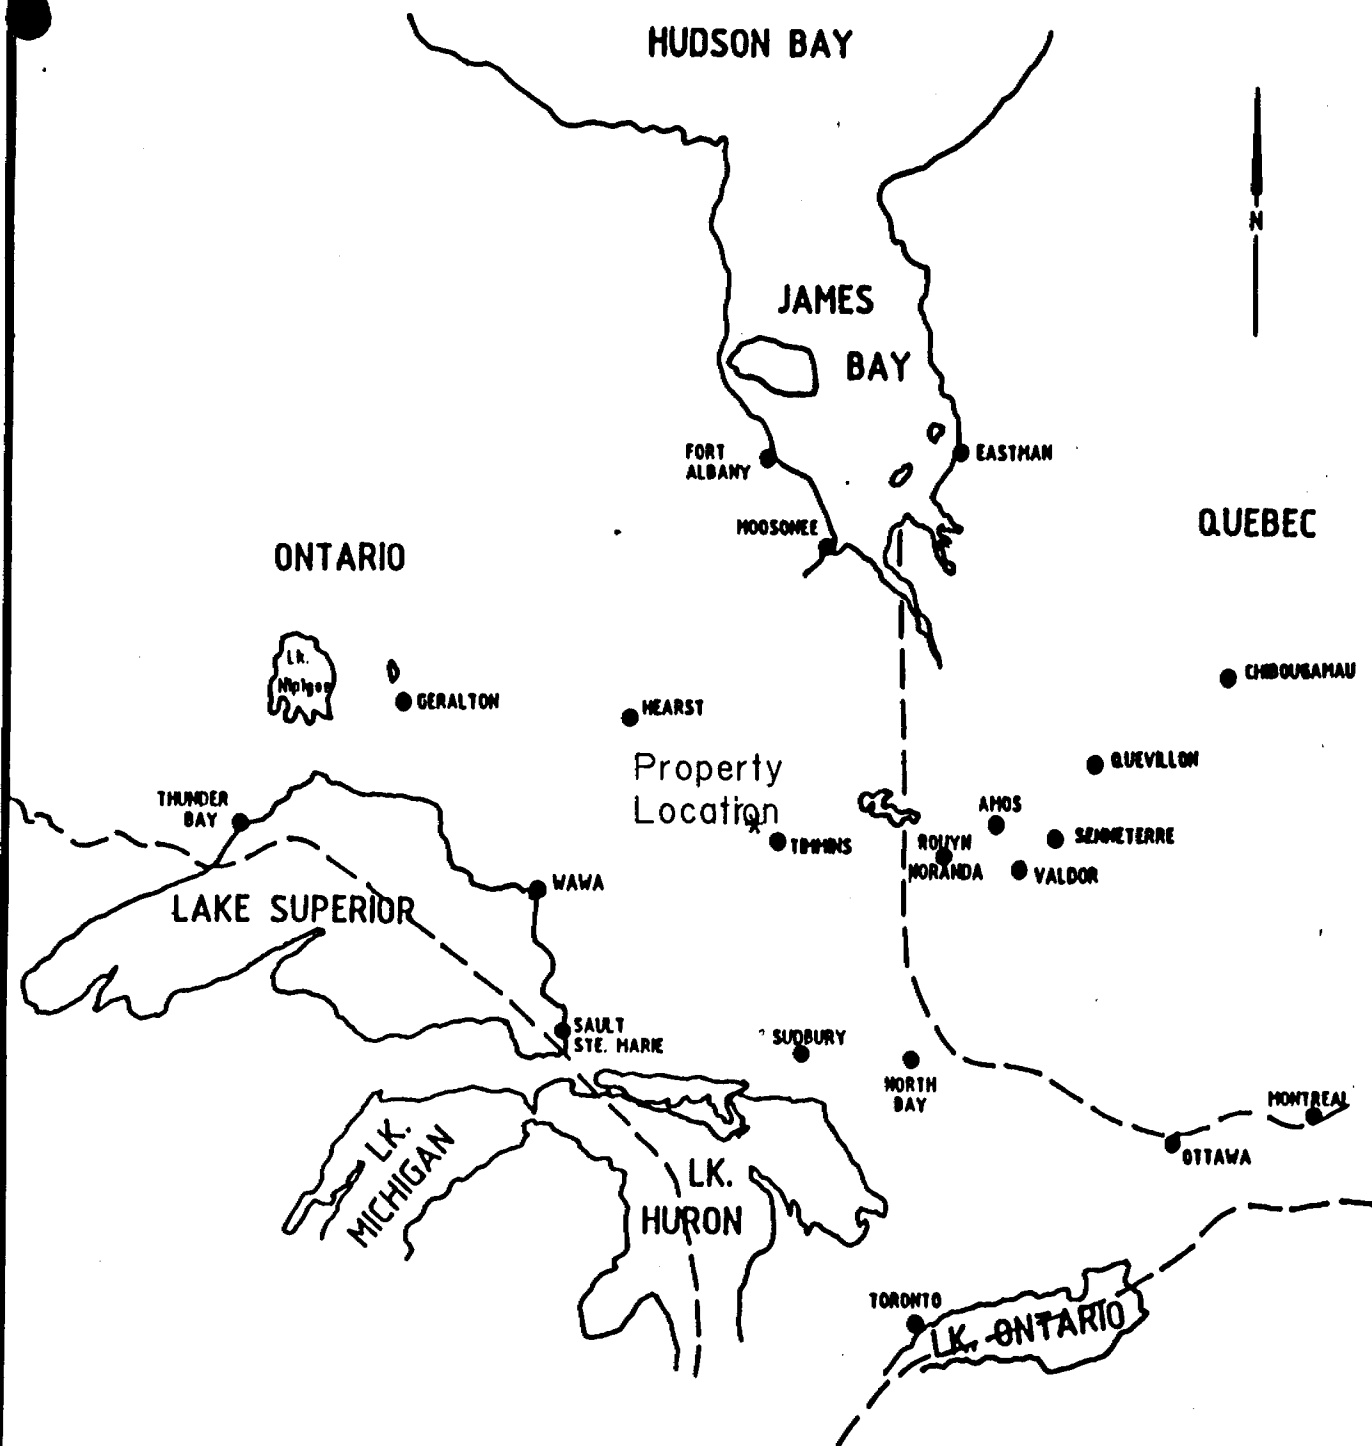 HUDSON BAY
N
JAMES
BAY
FORT
ALBANY
EASTMAN
MOOSONEE
QUEBEC
ONTARIO
Lk.
Nipigon
GERALTON
HEARST
CHIBOUGAMAU
Property
Location
*
QUEVILLON
THUNDER
BAY
AMOS
TIMMINS
ROUYN
NORANDA
SENNETERRE
VALDOR
WAWA
LAKE SUPERIOR
SAULT
STE. MARIE
SUDBURY
NORTH
BAY
MONTREAL
OTTAWA
LK.
MICHIGAN
LK.
HURON
TORONTO
LK. ONTARIO